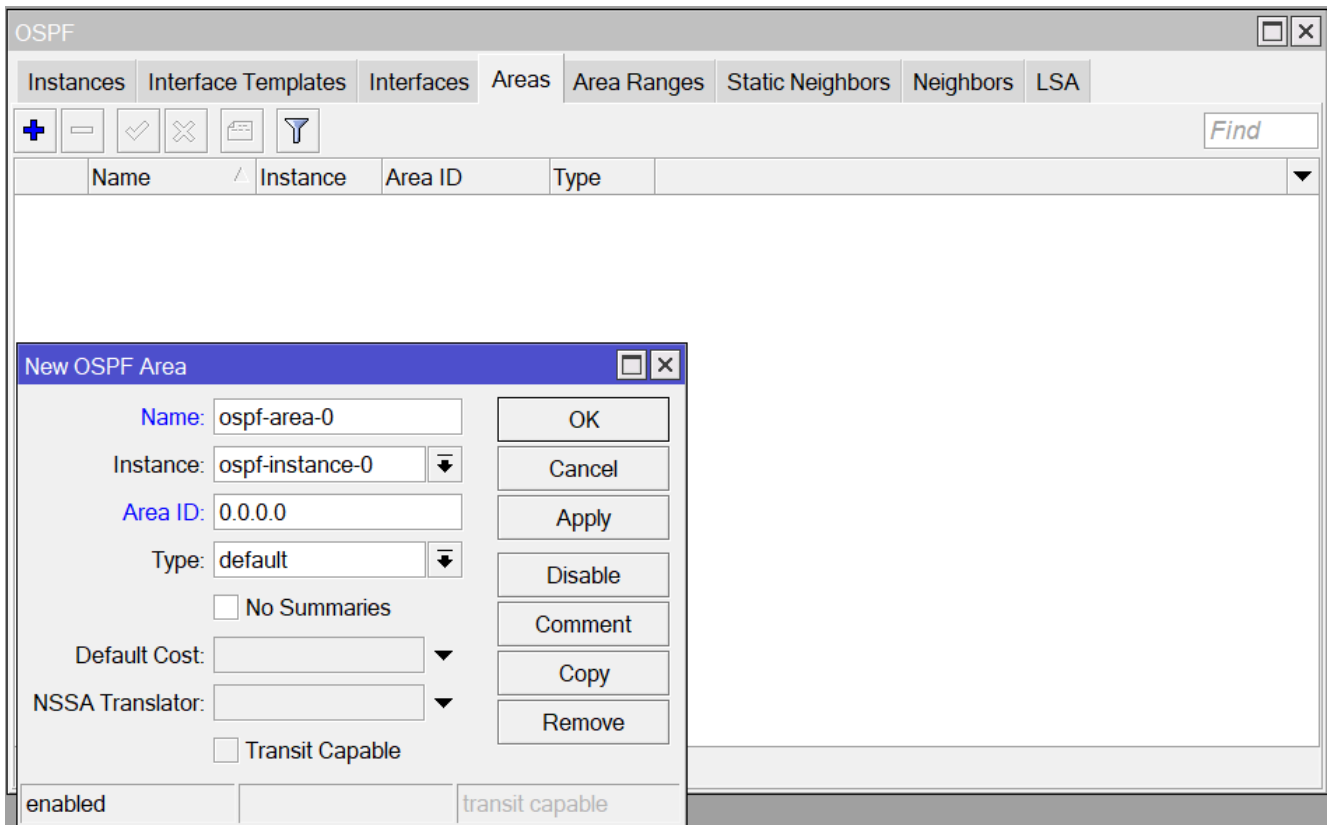 OSPF
Instances Interface Templates Interfaces Areas Area Ranges Static Neighbors Neighbors LSA
Find
Name Instance Area ID Type
New OSPF Area
Name: ospf-area-0
OK
Instance: ospf-instance-0
Cancel
Area ID: 0.0.0.0
Apply
Type: default
Disable
No Summaries
Comment
Default Cost:
Copy
NSSA Translator:
Remove
Transit Capable
enabled transit capable